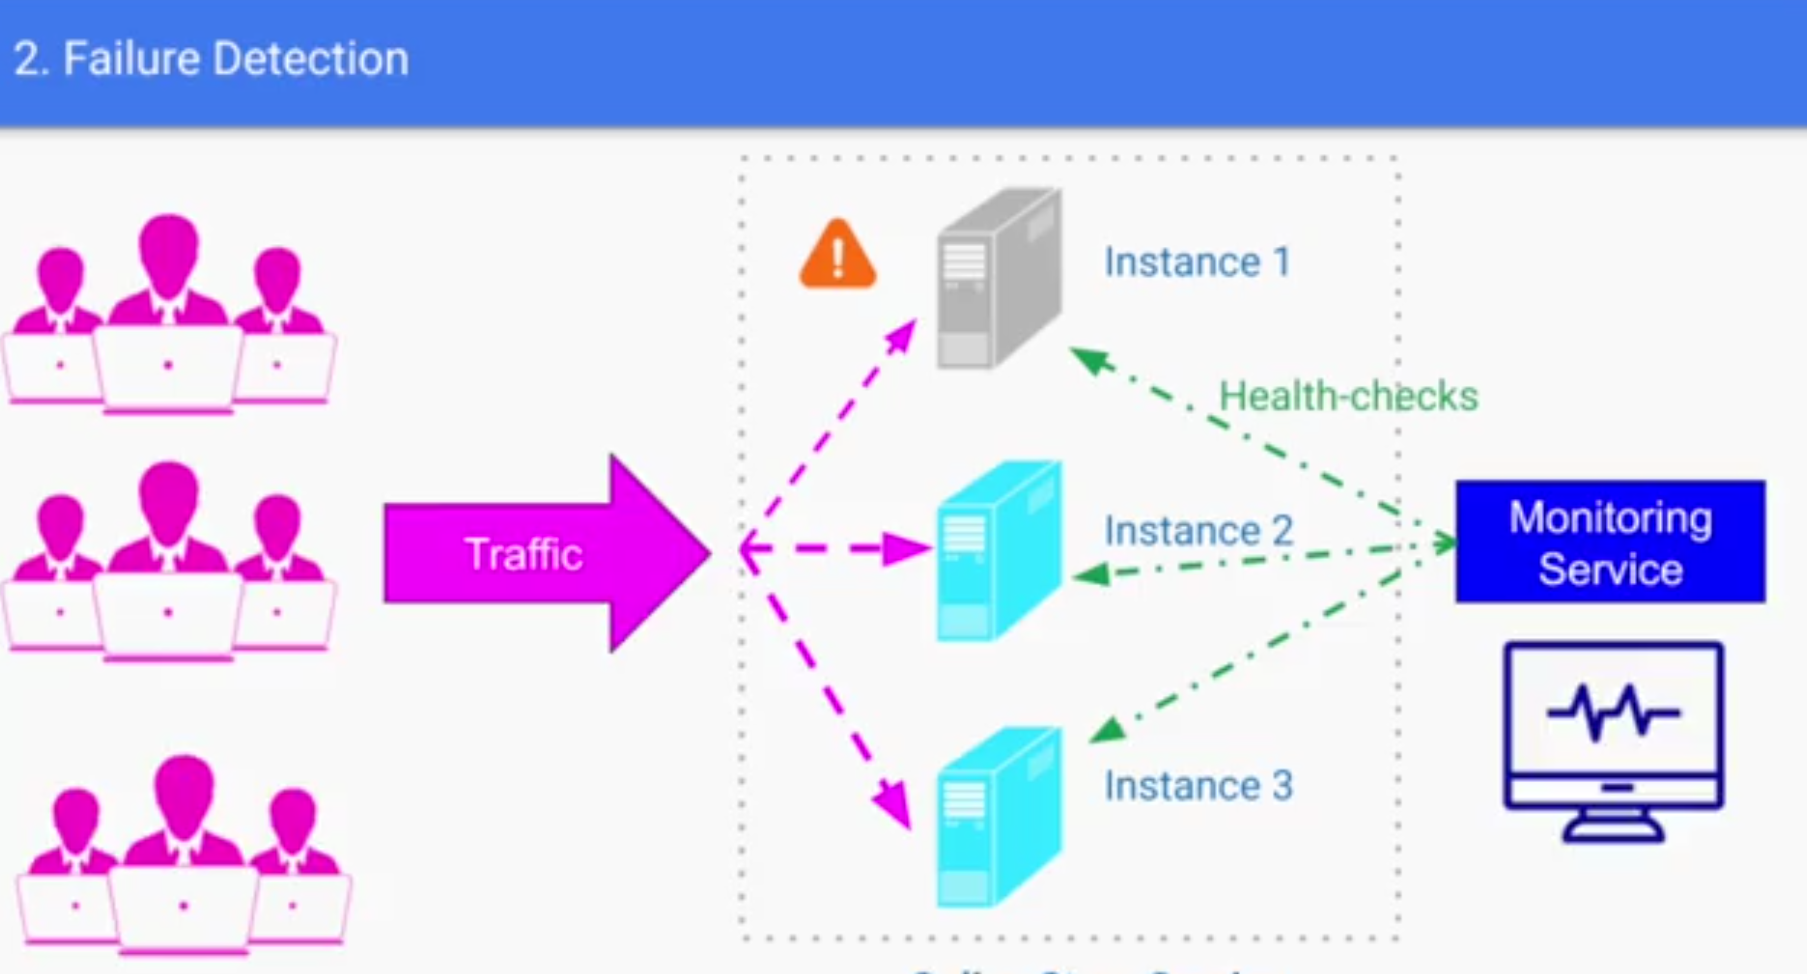 2. Failure Detection
Instance 1
Health-checks
Traffic
Instance 2
Monitoring
Service
Instance 3